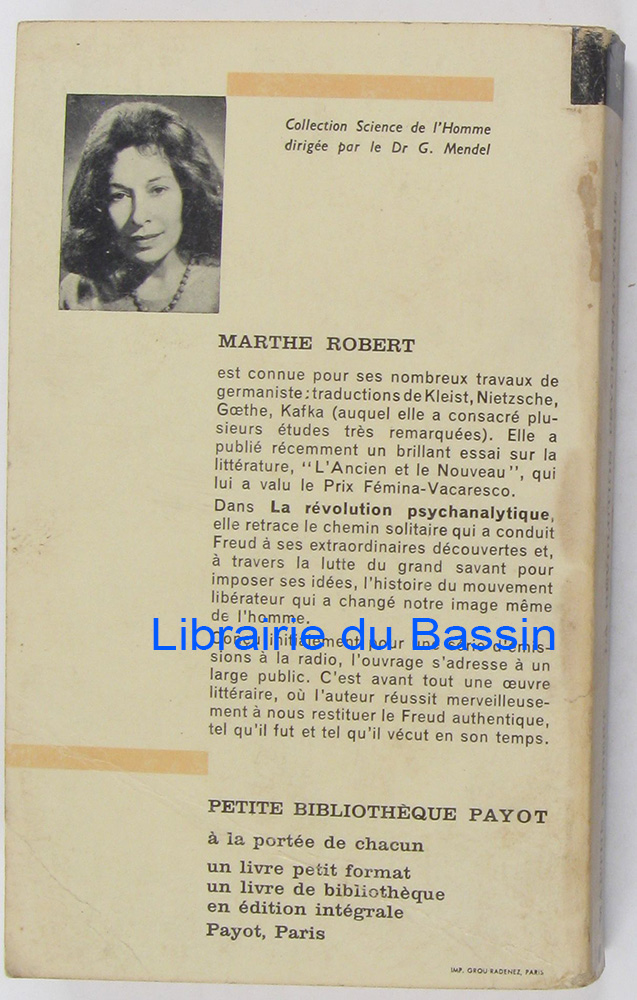 Collection Science de l'Homme
dirigée par le Dr G. Mendel
MARTHE ROBERT
est connue pour ses nombreux travaux de
germaniste : traductions de Kleist, Nietzsche,
Gœthe, Kafka (auquel elle a consacré plu-
sieurs études très remarquées). Elle a
publié récemment un brillant essai sur la
littérature, "L'Ancien et le Nouveau", qui
lui a valu le Prix Fémina-Vacaresco.
Dans La révolution psychanalytique,
elle retrace le chemin solitaire qui a conduit
Freud à ses extraordinaires découvertes et,
à travers la lutte du grand savant pour
imposer ses idées, l'histoire du mouvement
libérateur qui a changé notre image même
de l'homme.
Librairie du Bassin
Conçu initialement pour une série d'émis-
sions à la radio, l'ouvrage s'adresse à un
large public. C'est avant tout une œuvre
littéraire, où l'auteur réussit merveilleuse-
ment à nous restituer le Freud authentique,
tel qu'il fut et tel qu'il vécut en son temps.
PETITE BIBLIOTHÈQUE PAYOT
à la portée de chacun
un livre petit format
un livre de bibliothèque
en édition intégrale
Payot, Paris
IMP. GROU-RADENEZ, PARIS